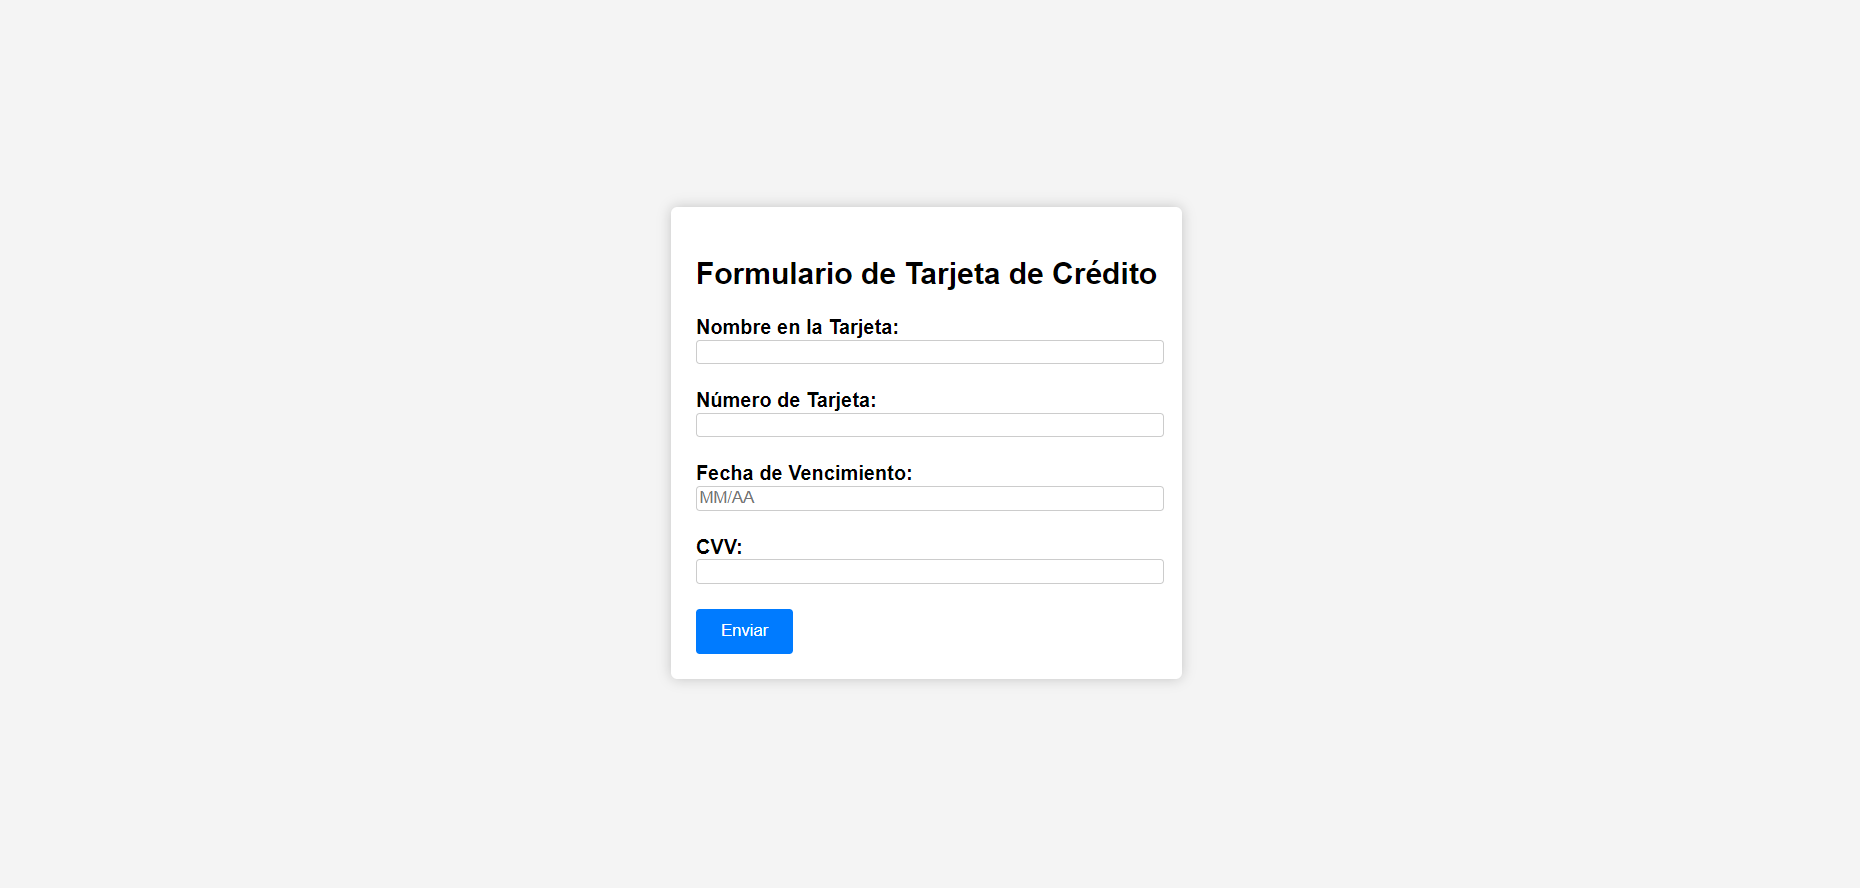 Formulario de Tarjeta de Crédito
Nombre en la Tarjeta:
Número de Tarjeta:
Fecha de Vencimiento:
MM/AA
CVV:
Enviar